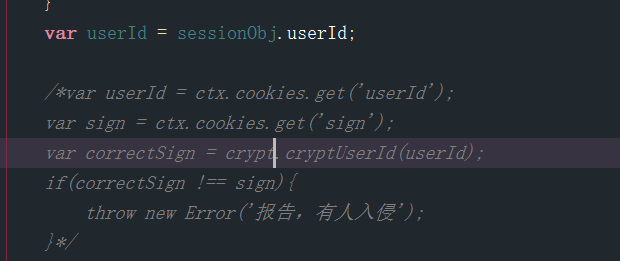 }
var userId = sessionObj.userId;
/*var userId = ctx.cookies.get('userId');
var sign = ctx.cookies.get('sign');
var correctSign = crypt.cryptUserId(userId);
if(correctSign !== sign){
throw new Error('报告，有人入侵');
}*/